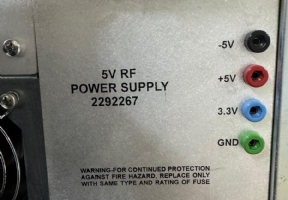 -5V
5V RF
+5V
POWER SUPPLY
2292267
3.3V
GND
WARNING-FOR CONTINUED PROTECTION
AGAINST FIRE HAZARD, REPLACE ONLY
WITH SAME TYPE AND RATING OF FUSE